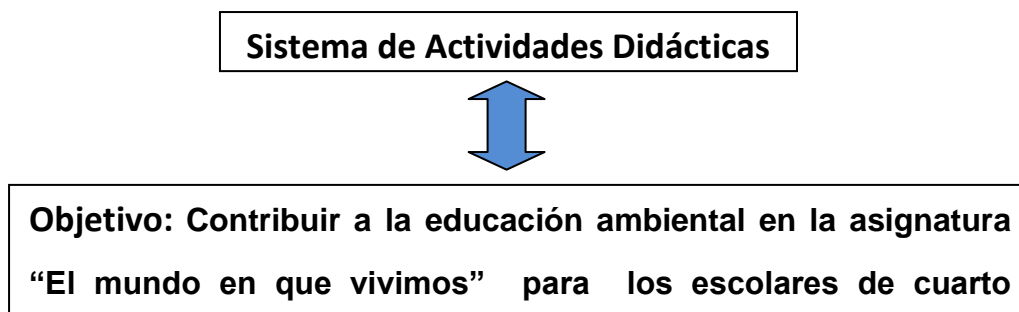 Sistema de Actividades Didácticas
Objetivo: Contribuir a la educación ambiental en la asignatura
“El mundo en que vivimos” para los escolares de cuarto